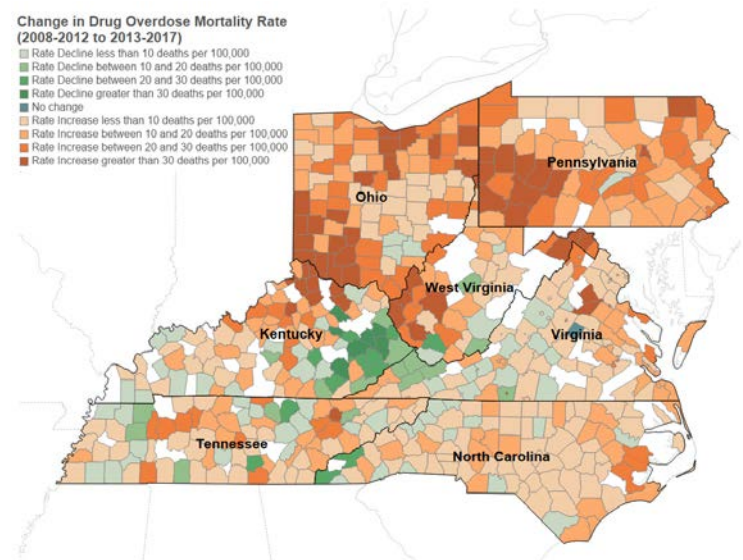 Change in Drug Overdose Mortality Rate
(2008-2012 to 2013-2017)
Rate Decline less than 10 deaths per 100,000
Rate Decline between 10 and 20 deaths per 100,000
Rate Decline between 20 and 30 deaths per 100,000
Rate Decline greater than 30 deaths per 100,000
No change
Rate Increase less than 10 deaths per 100,000
Rate Increase between 10 and 20 deaths per 100,000
Rate Increase between 20 and 30 deaths per 100,000
Rate Increase greater than 30 deaths per 100,000
Pennsylvania
Ohio
West Virginia
Kentucky
Virginia
Tennessee
North Carolina